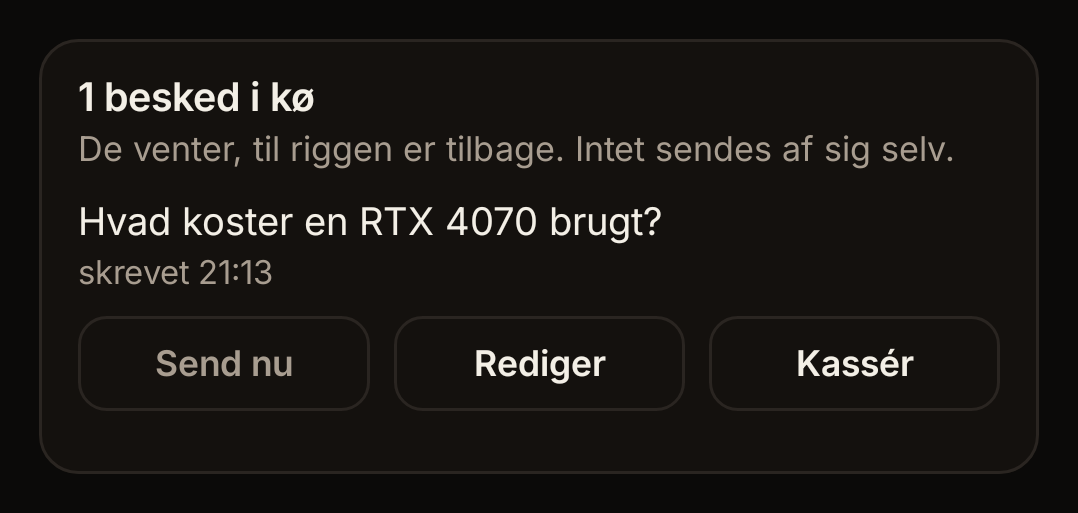 1 besked i kø
De venter, til riggen er tilbage. Intet sendes af sig selv.
Hvad koster en RTX 4070 brugt?
skrevet 21:13
Send nu
Rediger
Kassér